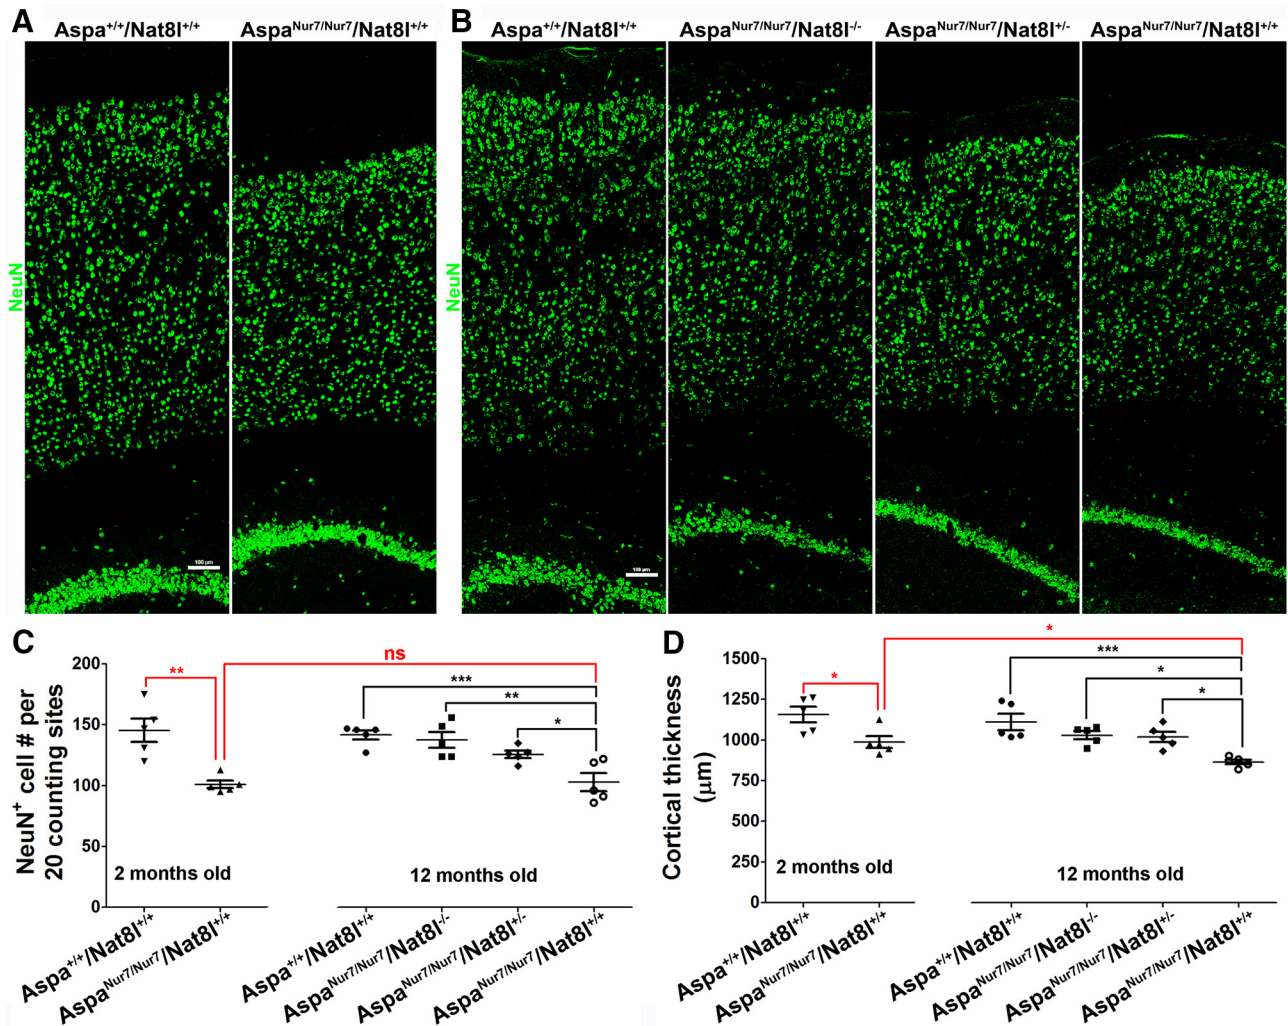 A
Aspa+/+/Nat8l+/+
AspaNur7/Nur7/Nat8l+/+
B
Aspa+/+/Nat8l+/+
AspaNur7/Nur7/Nat8l-/-
AspaNur7/Nur7/Nat8l+/-
AspaNur7/Nur7/Nat8l+/+
NeuN
NeuN
100 µm
100 µm
C
NeuN+ cell # per
20 counting sites
200
150
100
50
0
**
ns
***
**
*
2 months old
12 months old
Aspa+/+/Nat8l+/+
AspaNur7/Nur7/Nat8l+/+
Aspa+/+/Nat8l+/+
AspaNur7/Nur7/Nat8l-/-
AspaNur7/Nur7/Nat8l+/-
AspaNur7/Nur7/Nat8l+/+
D
Cortical thickness
(µm)
1500
1250
1000
750
500
250
0
*
*
***
*
*
2 months old
12 months old
Aspa+/+/Nat8l+/+
AspaNur7/Nur7/Nat8l+/+
Aspa+/+/Nat8l+/+
AspaNur7/Nur7/Nat8l-/-
AspaNur7/Nur7/Nat8l+/-
AspaNur7/Nur7/Nat8l+/+